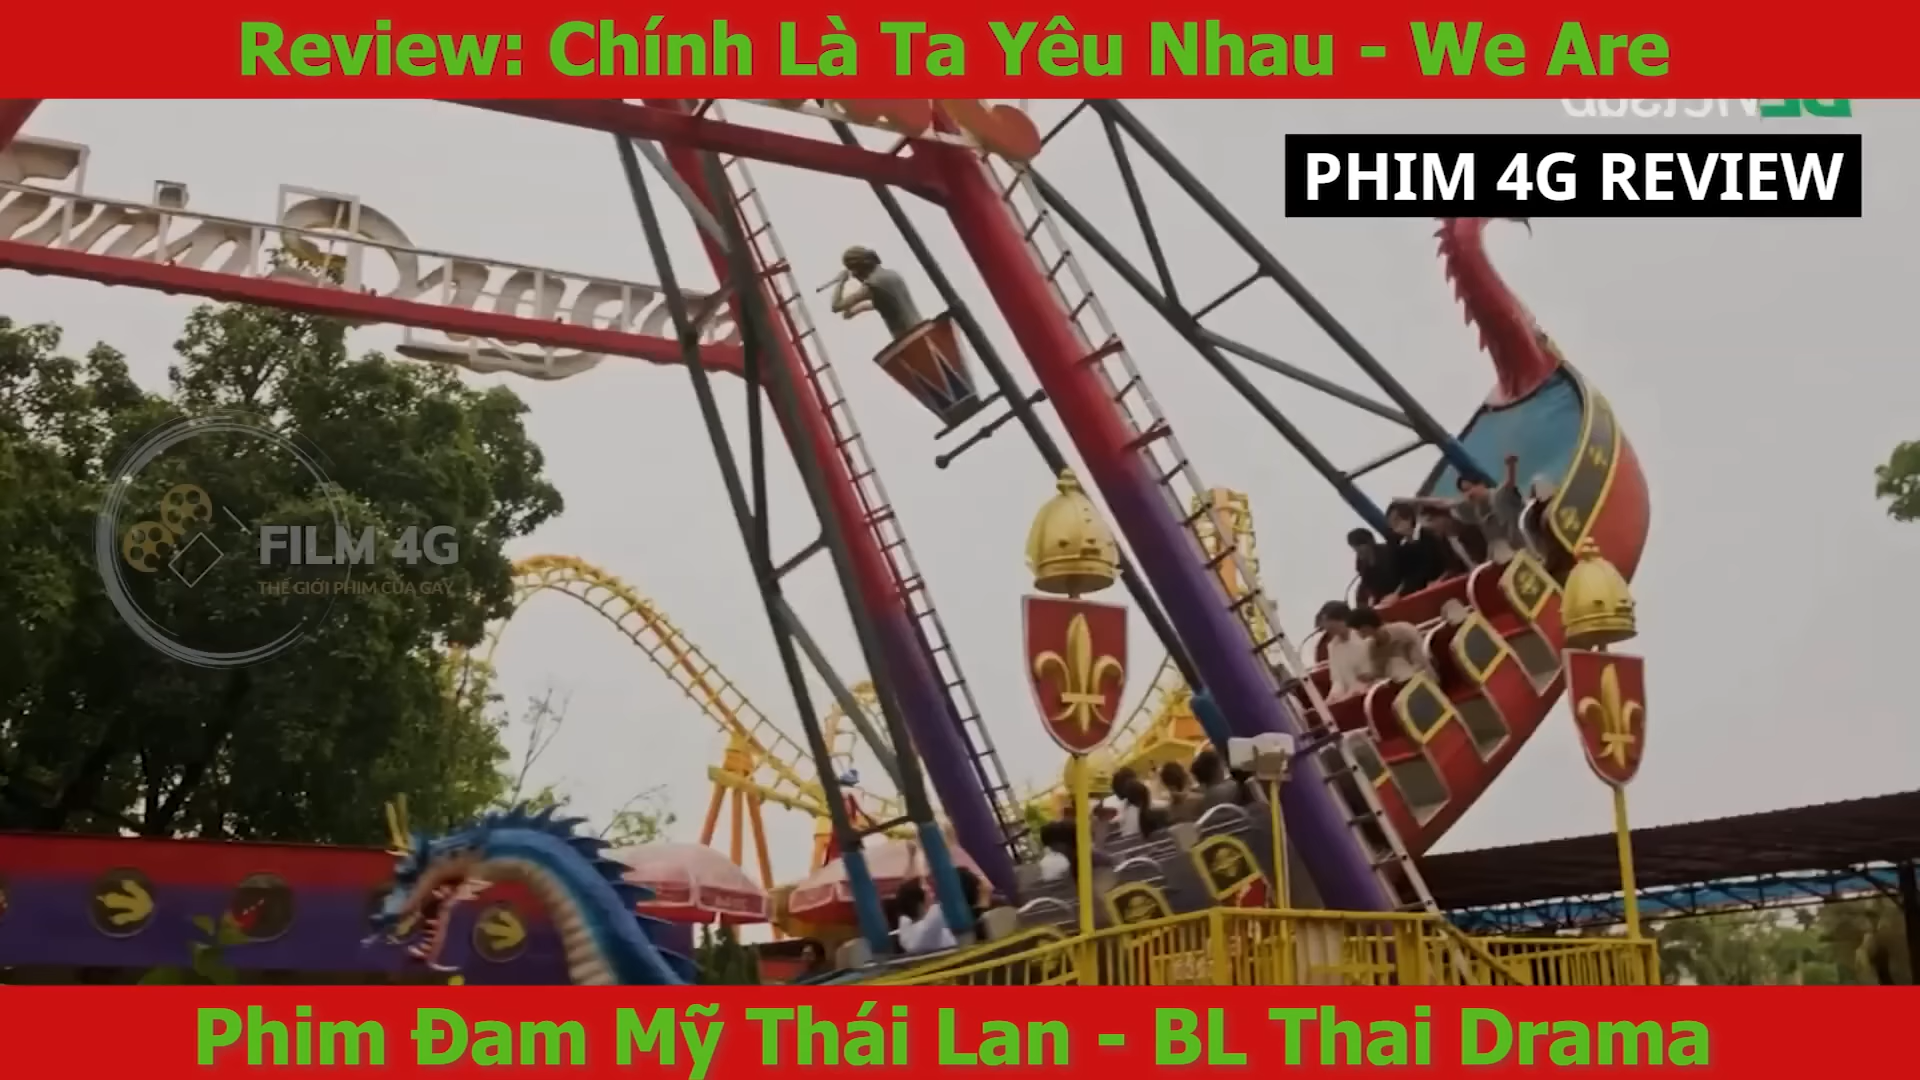 Review: Chính Là Ta Yêu Nhau - We Are
PHIM 4G REVIEW
FILM 4G
THẾ GIỚI PHIM CỦA GAY
Phim Đam Mỹ Thái Lan - BL Thai Drama